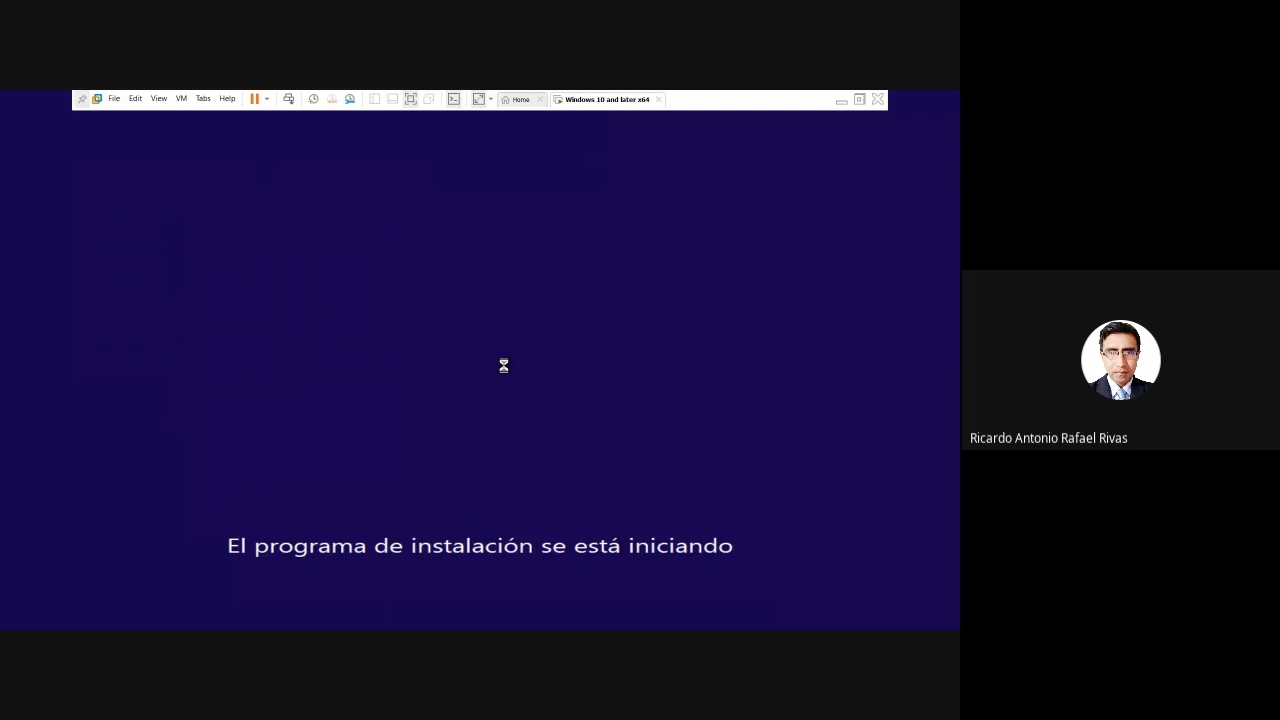 File Edit View VM Tabs Help Home Windows 10 and later x64
El programa de instalación se está iniciando
Ricardo Antonio Rafael Rivas